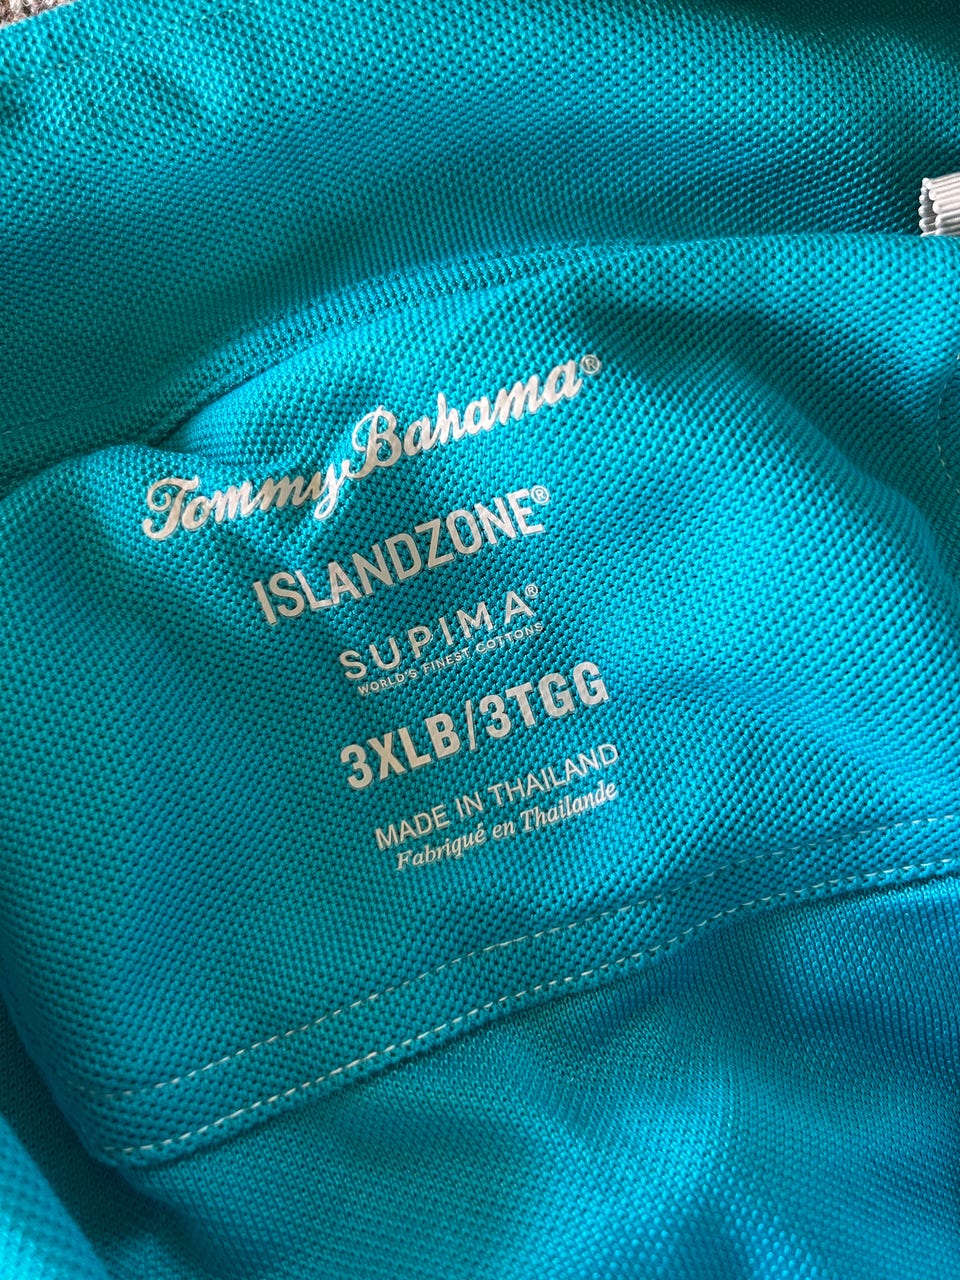 Tommy Bahama®
ISLANDZONE®
SUPIMA®
WORLD'S FINEST COTTONS
3XLB/3TGG
MADE IN THAILAND
Fabriqué en Thaïlande